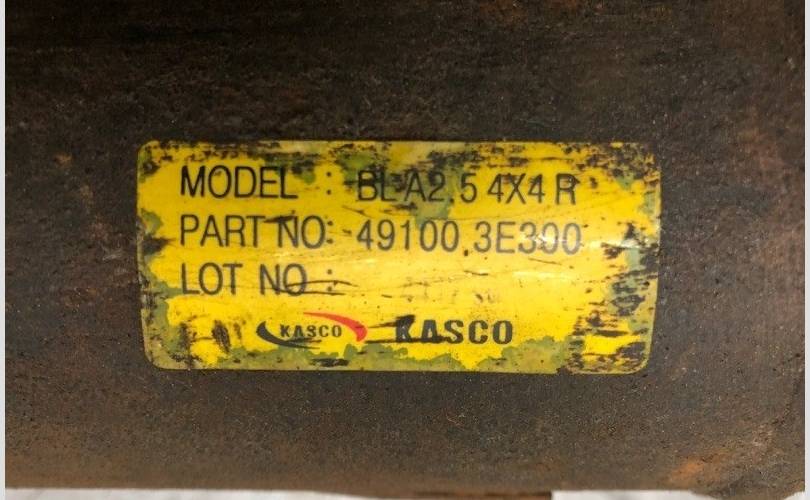 MODEL : BL-A2.5 4X4 R
PART NO: 49100.3E300
LOT NO :
KASCO KASCO